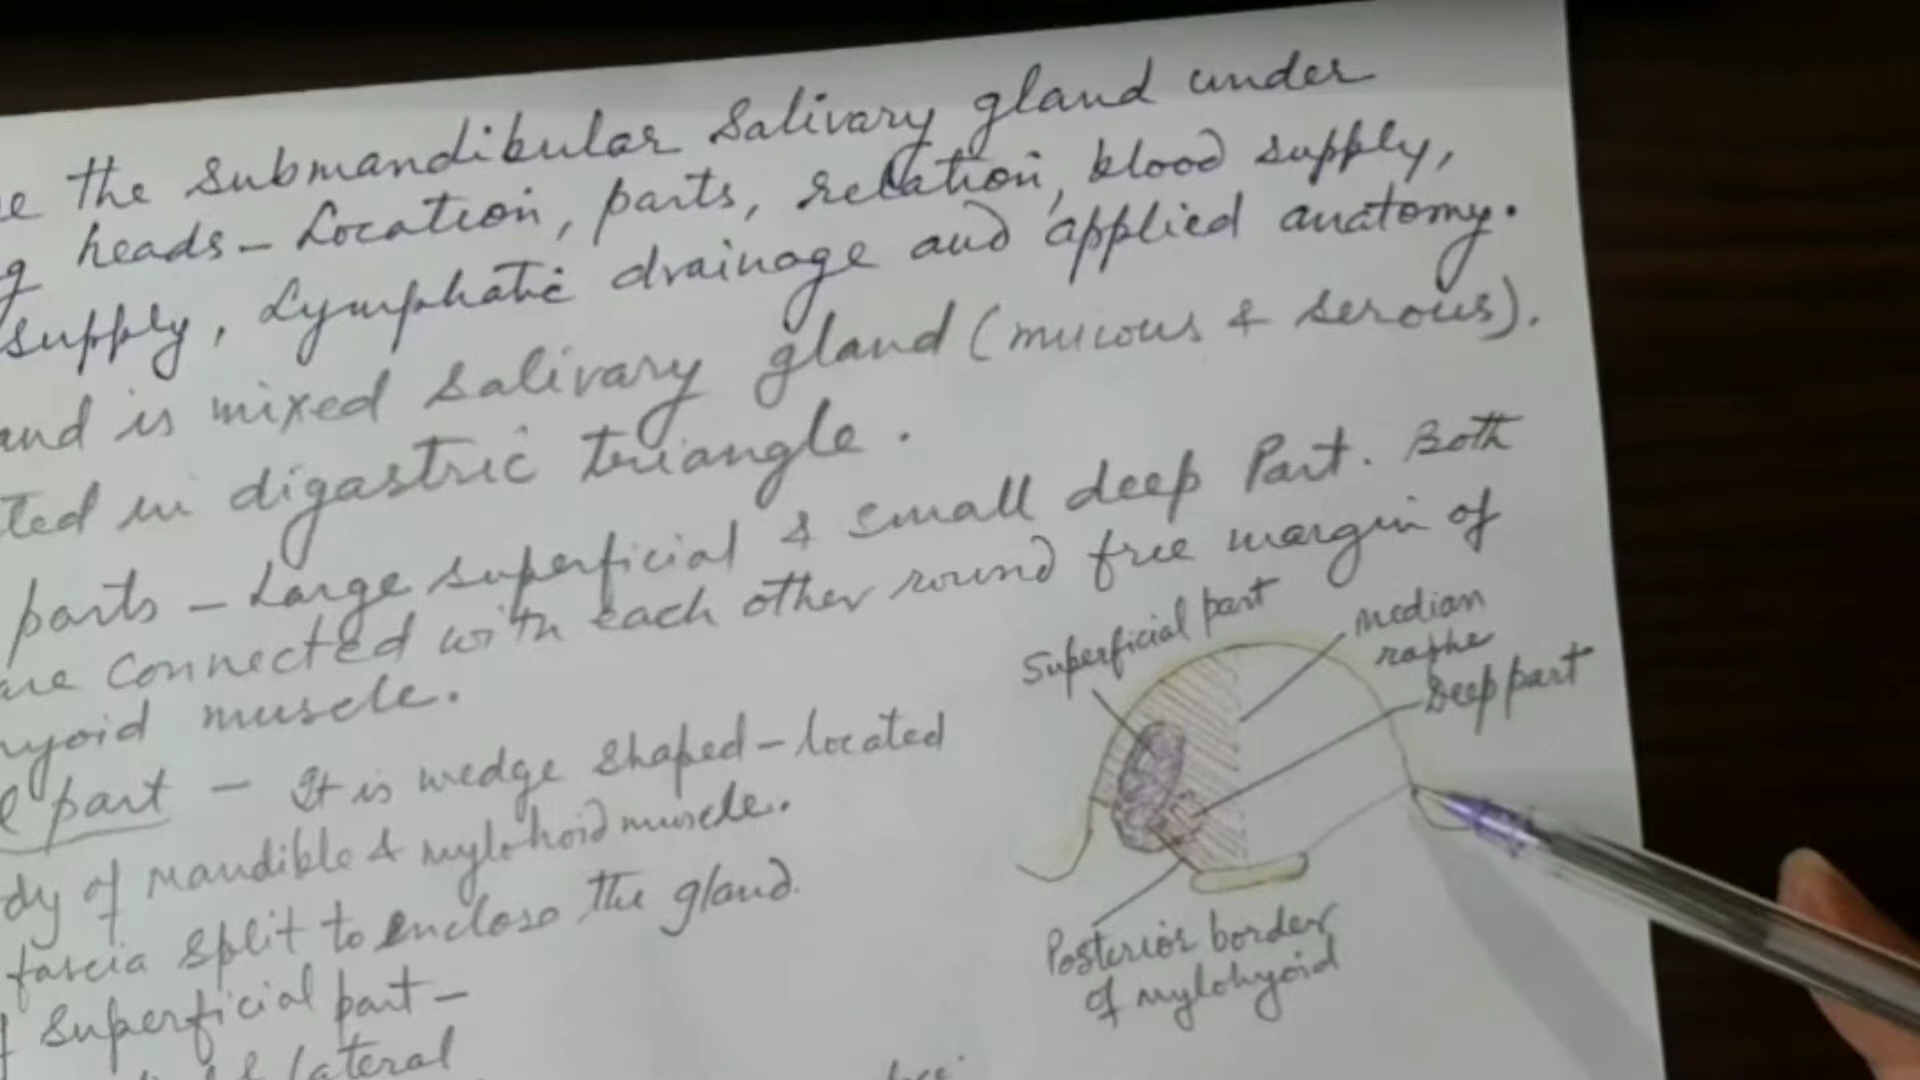 the submandibular salivary gland under
heads - Location, parts, relation, blood supply,
supply, Lymphatic drainage and applied anatomy.
and is mixed salivary gland (mucous & serous).
ted in digastric triangle.
parts - Large superficial & small deep Part. Both
are connected with each other round free margin of
hyoid muscle.
part - It is wedge shaped - located
dy of mandible & mylohoid muscle.
fascia split to enclose the gland.
superficial part -
& lateral
Superficial part
median
raphe
Deep part
Posterior border
of mylohyoid